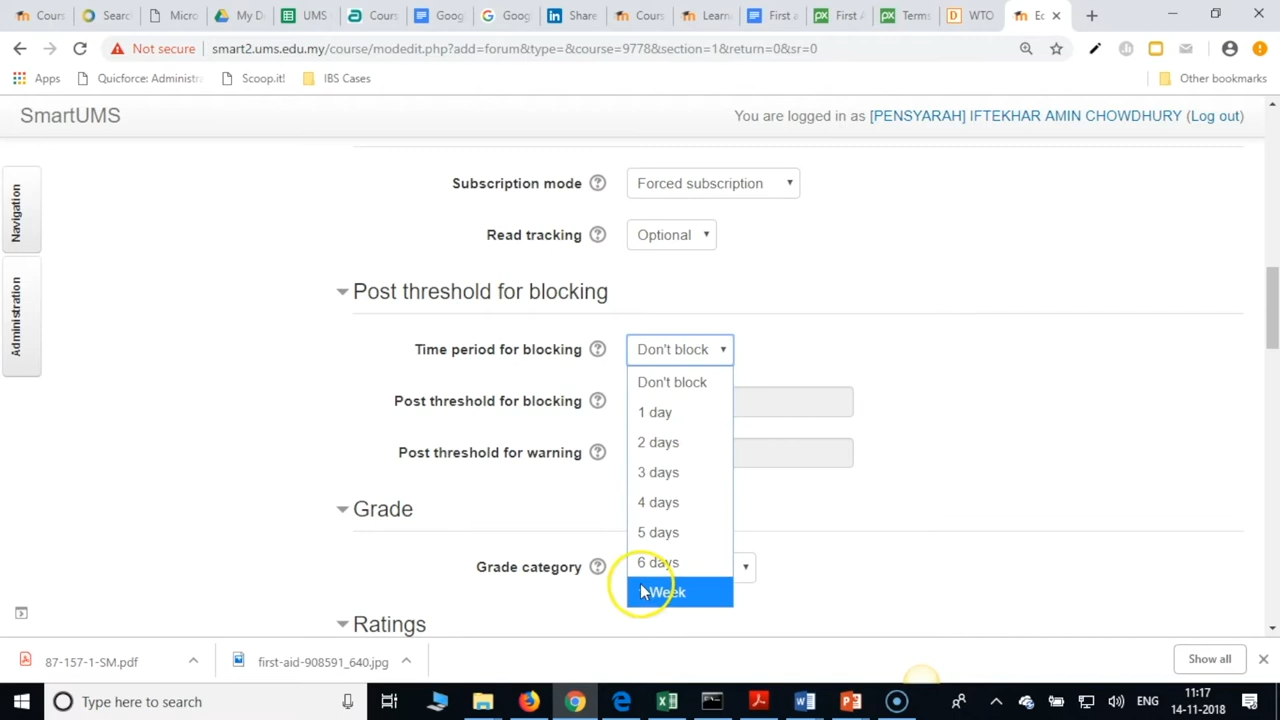 Cours
Searc
Micro
My D
UMS
Cours
Goog
Goog
Share
Cours
Learn
First a
First A
Terms
WTO
Ec
Not secure
smart2.ums.edu.my/course/modedit.php?add=forum&type=&course=9778&section=1&return=0&sr=0
Apps
Quicforce: Administra
Scoop.it!
IBS Cases
Other bookmarks
SmartUMS
You are logged in as [PENSYARAH] IFTEKHAR AMIN CHOWDHURY (Log out)
Navigation
Administration
Subscription mode
Forced subscription
Read tracking
Optional
Post threshold for blocking
Time period for blocking
Don't block
Don't block
1 day
Post threshold for blocking
2 days
Post threshold for warning
3 days
4 days
Grade
5 days
6 days
Grade category
Week
Ratings
87-157-1-SM.pdf
first-aid-908591_640.jpg
Show all
Type here to search
ENG
11:17
14-11-2018